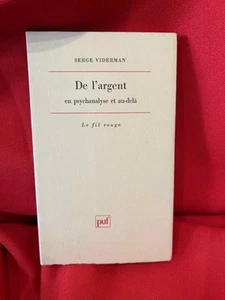 SERGE VIDERMAN
De l'argent
en psychanalyse et au-delà
Le fil rouge
puf